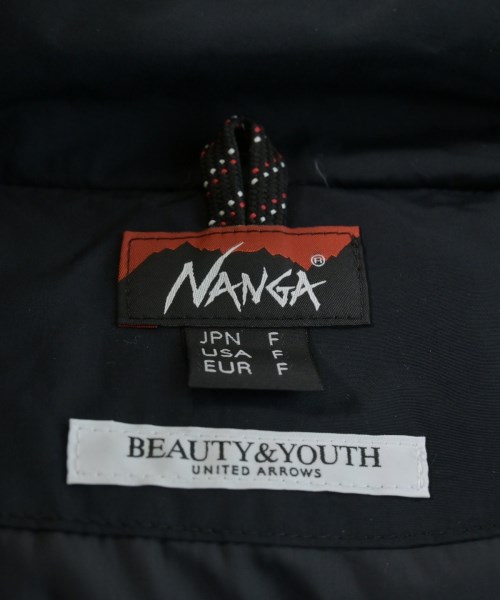 NANGA®
JPN F
USA F
EUR F
BEAUTY&YOUTH
UNITED ARROWS